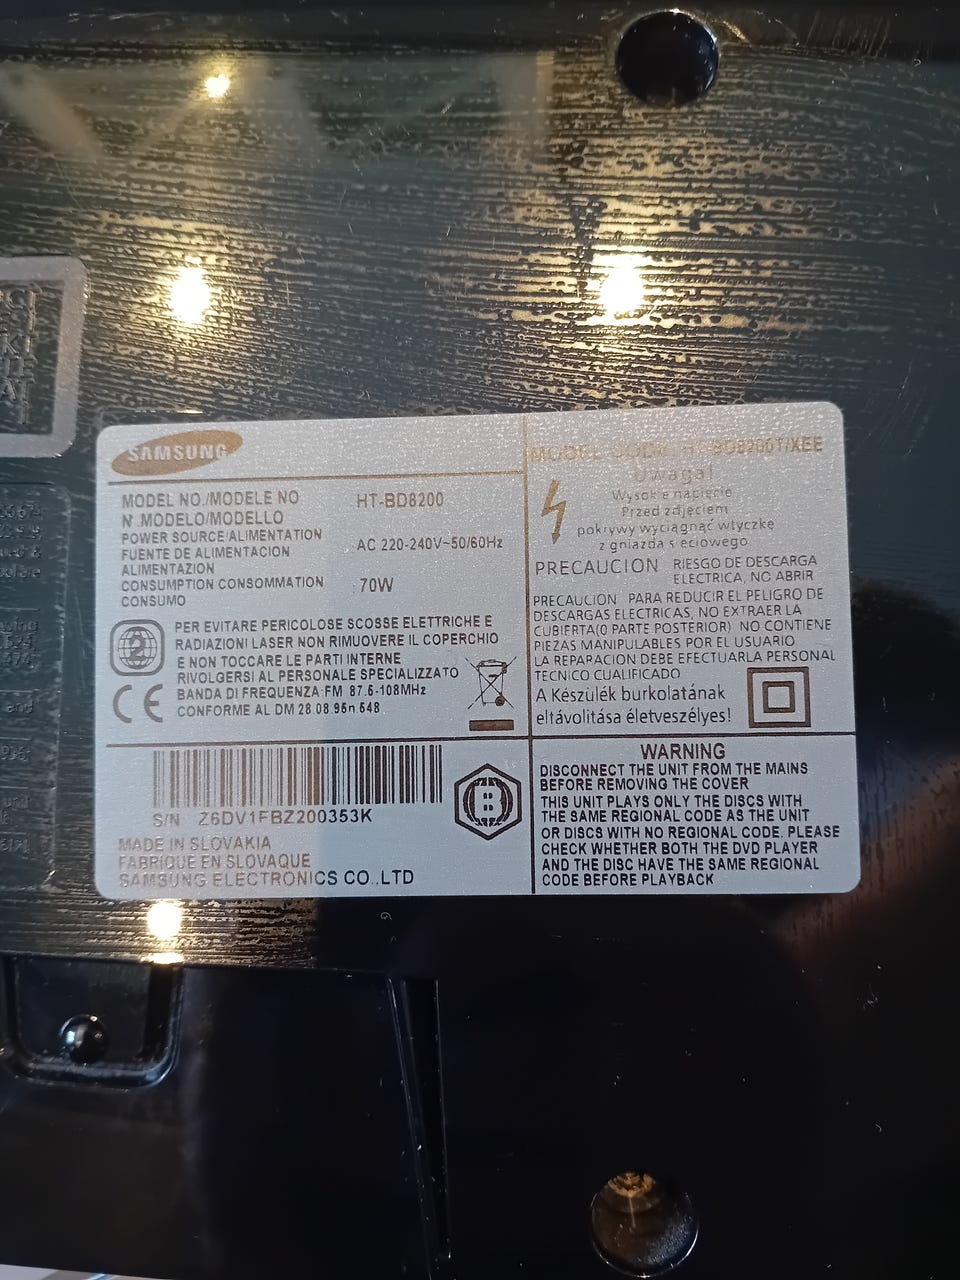 SAMSUNG
MODEL NO./MODELE NO
N°.MODELO/MODELLO
HT-BD8200
POWER SOURCE/ALIMENTATION
FUENTE DE ALIMENTACION
ALIMENTAZION
AC 220-240V~50/60Hz
CONSUMPTION CONSOMMATION
CONSUMO
:70W
PER EVITARE PERICOLOSE SCOSSE ELETTRICHE E
RADIAZIONI LASER NON RIMUOVERE IL COPERCHIO
E NON TOCCARE LE PARTI INTERNE
RIVOLGERSI AL PERSONALE SPECIALIZZATO
BANDA DI FREQUENZA:FM 87.5-108MHz
CONFORME AL DM 28.08.95n.548
2
CE
S/N Z6DV1FBZ200353K
MADE IN SLOVAKIA
FABRIQUE EN SLOVAQUE
SAMSUNG ELECTRONICS CO.,LTD
B
MODEL CODE: HT-BD8200T/XEE
Uwaga!
Wysokie napięcie
Przed zdjęciem
pokrywy wyciągnąć wtyczkę
z gniazda sieciowego.
PRECAUCION RIESGO DE DESCARGA
ELECTRICA, NO ABRIR
PRECAUCION PARA REDUCIR EL PELIGRO DE
DESCARGAS ELECTRICAS, NO EXTRAER LA
CUBIERTA(0 PARTE POSTERIOR) NO CONTIENE
PIEZAS MANIPULABLES POR EL USUARIO
LA REPARACION DEBE EFECTUARLA PERSONAL
TECNICO CUALIFICADO
A Készülék burkolatának
eltávolítása életveszélyes!
WARNING
DISCONNECT THE UNIT FROM THE MAINS
BEFORE REMOVING THE COVER
THIS UNIT PLAYS ONLY THE DISCS WITH
THE SAME REGIONAL CODE AS THE UNIT
OR DISCS WITH NO REGIONAL CODE. PLEASE
CHECK WHETHER BOTH THE DVD PLAYER
AND THE DISC HAVE THE SAME REGIONAL
CODE BEFORE PLAYBACK